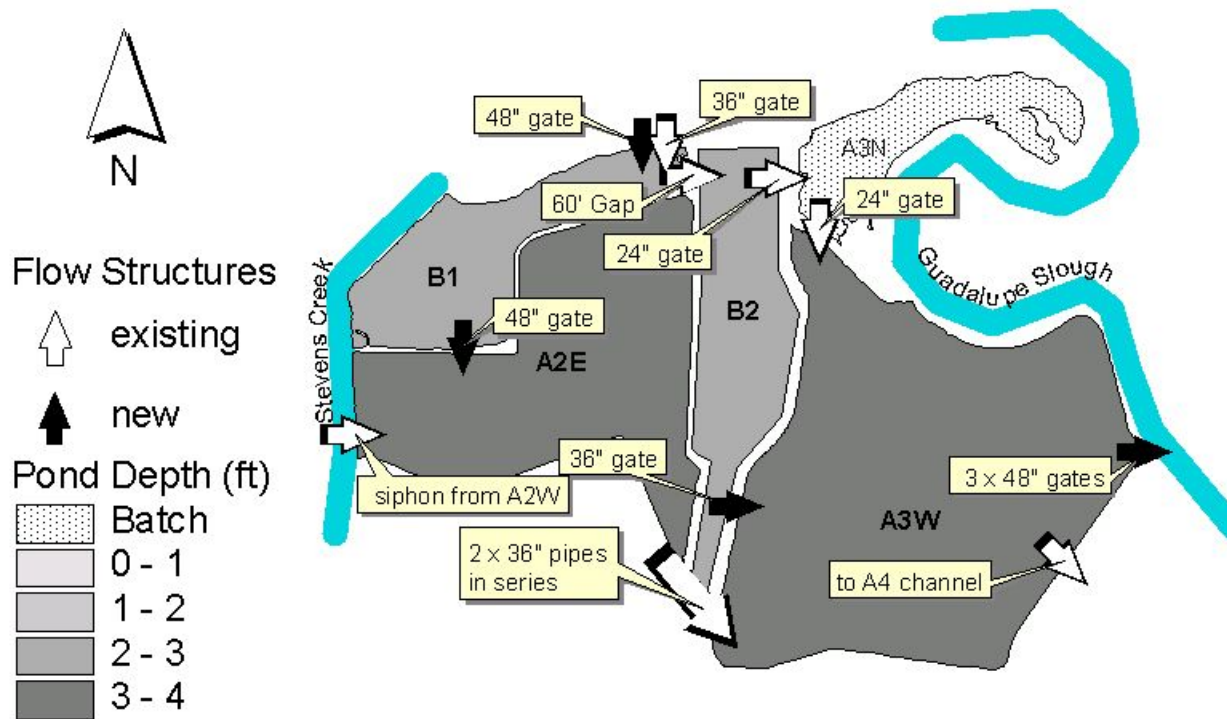 N
Flow Structures
existing
new
Pond Depth (ft)
Batch
0 - 1
1 - 2
2 - 3
3 - 4
48" gate
36" gate
A3N
60' Gap
24" gate
24" gate
B1
B2
48" gate
A2E
Stevens Creek
Guadalupe Slough
36" gate
siphon from A2W
3 x 48" gates
A3W
2 x 36" pipes
in series
to A4 channel